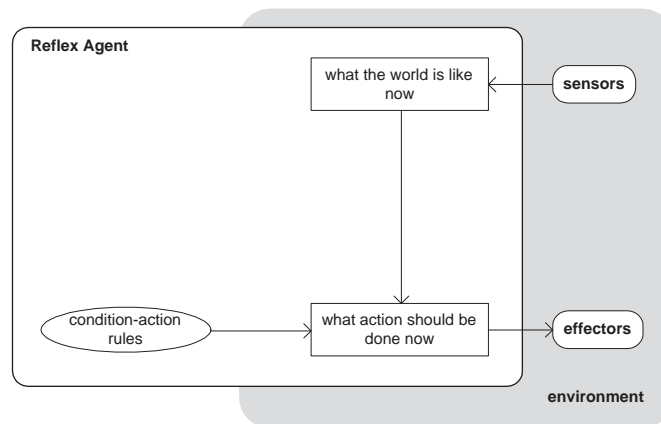 Reflex Agent
what the world is like
now
sensors
condition-action
rules
what action should be
done now
effectors
environment